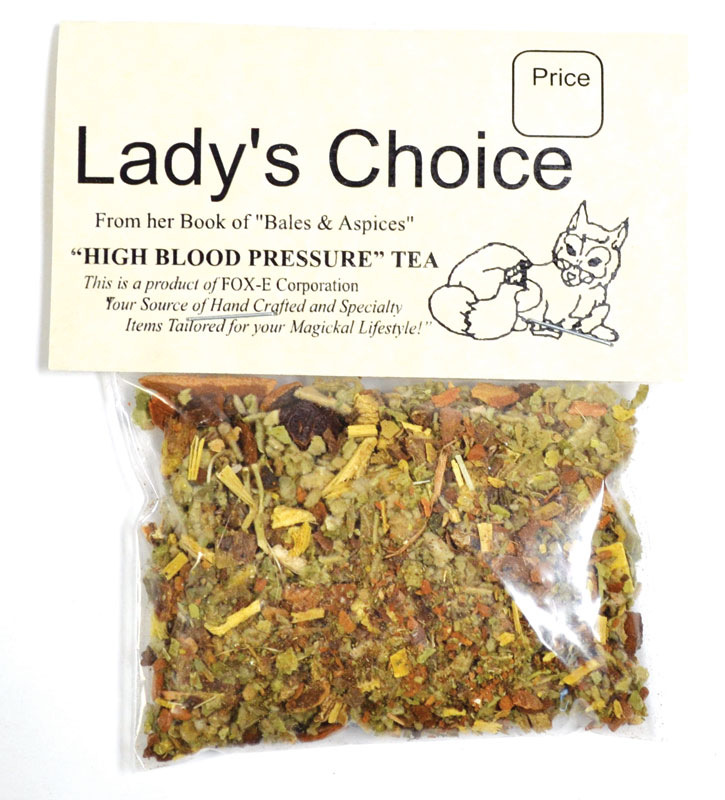 Price
Lady's Choice
From her Book of "Bales & Aspices"
“HIGH BLOOD PRESSURE” TEA
This is a product of FOX-E Corporation
Your Source of Hand Crafted and Specialty
Items Tailored for your Magickal Lifestyle!”